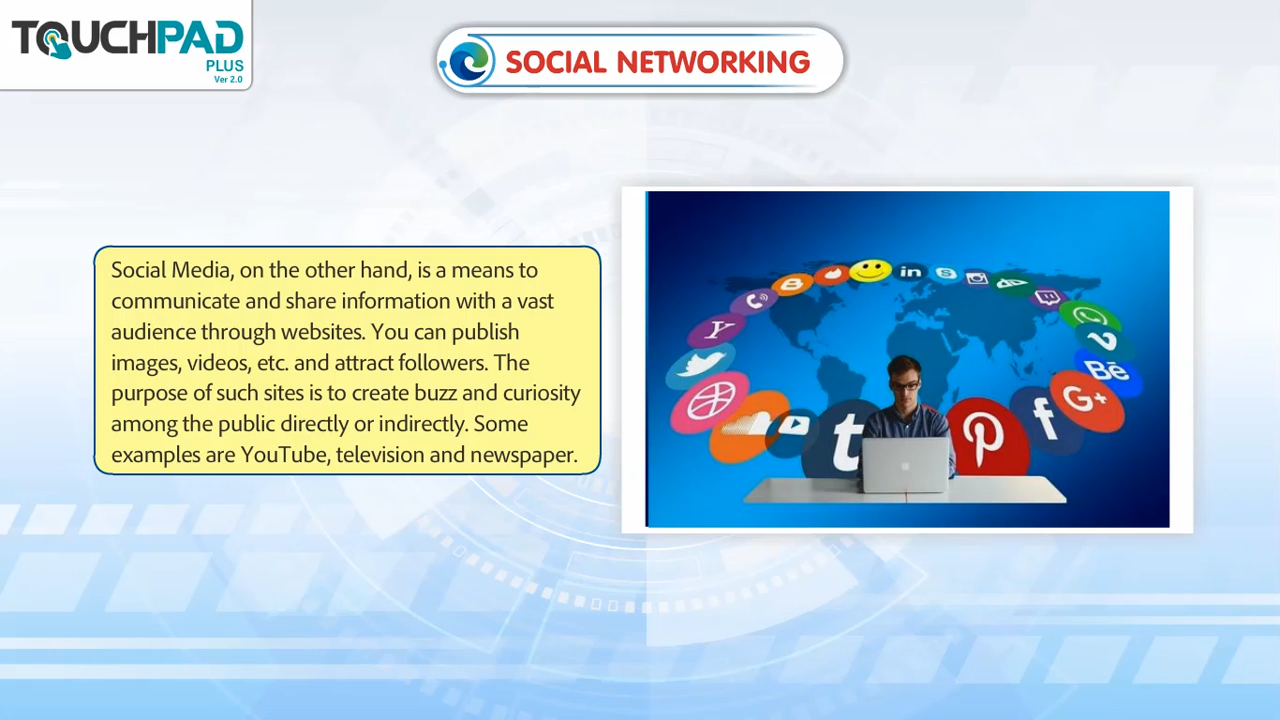 TOUCHPAD
PLUS
Ver 2.0
SOCIAL NETWORKING
Social Media, on the other hand, is a means to
communicate and share information with a vast
audience through websites. You can publish
images, videos, etc. and attract followers. The
purpose of such sites is to create buzz and curiosity
among the public directly or indirectly. Some
examples are YouTube, television and newspaper.
in
Y
Bē
G+
f
t